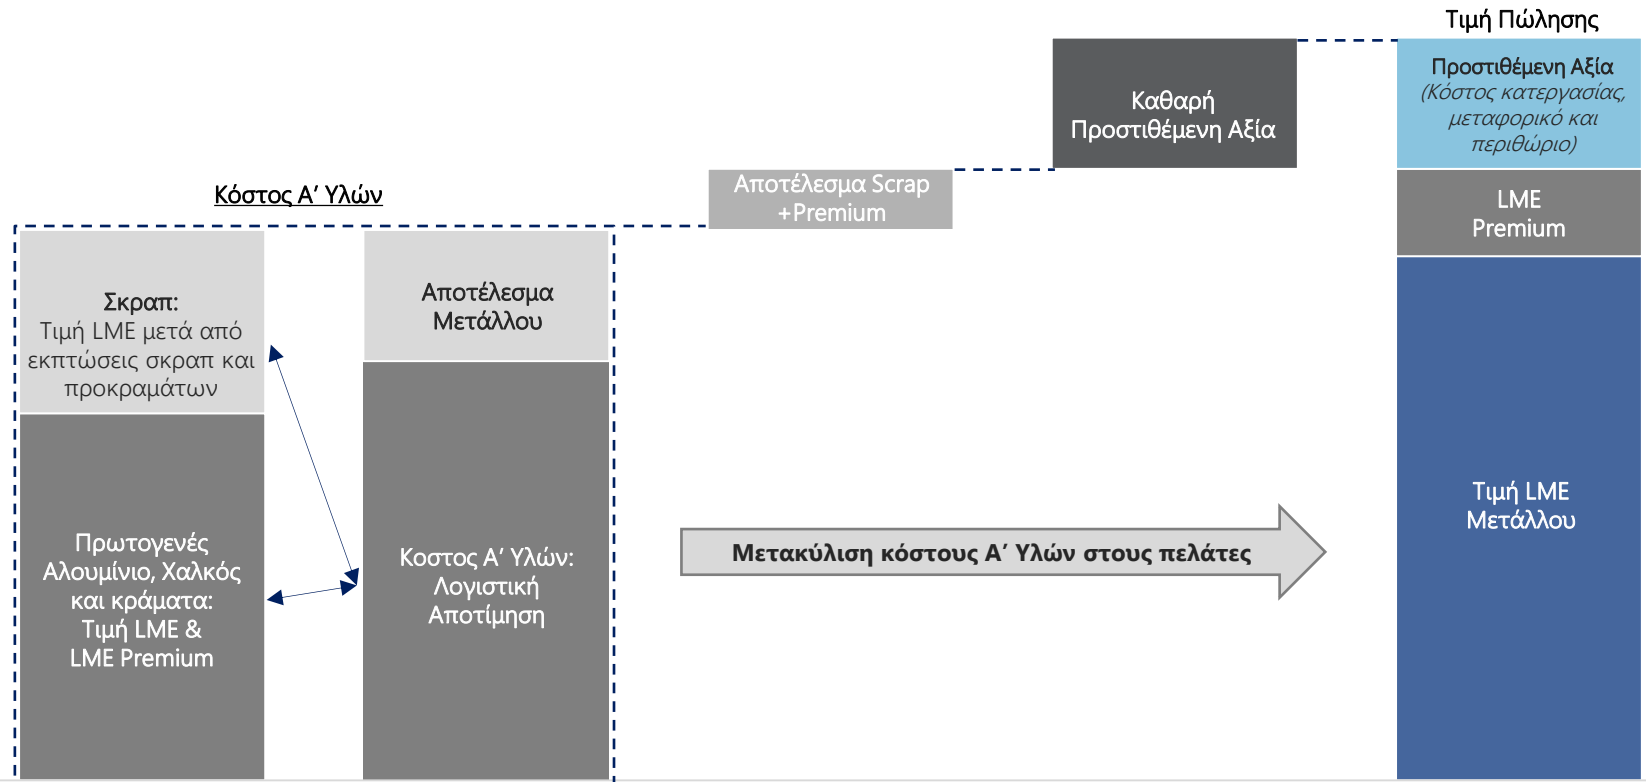 Κόστος Α’ Υλών
Σκραπ:
Τιμή LME μετά από
εκπτώσεις σκραπ και
προκραμάτων
Πρωτογενές
Αλουμίνιο, Χαλκός
και κράματα:
Τιμή LME &
LME Premium
Αποτέλεσμα
Μετάλλου
Κοστος Α’ Υλών:
Λογιστική
Αποτίμηση
Αποτέλεσμα Scrap
+Premium
Καθαρή
Προστιθέμενη Αξία
Μετακύλιση κόστους Α’ Υλών στους πελάτες
Τιμή Πώλησης
Προστιθέμενη Αξία
(Κόστος κατεργασίας,
μεταφορικό και
περιθώριο)
LME
Premium
Τιμή LME
Μετάλλου